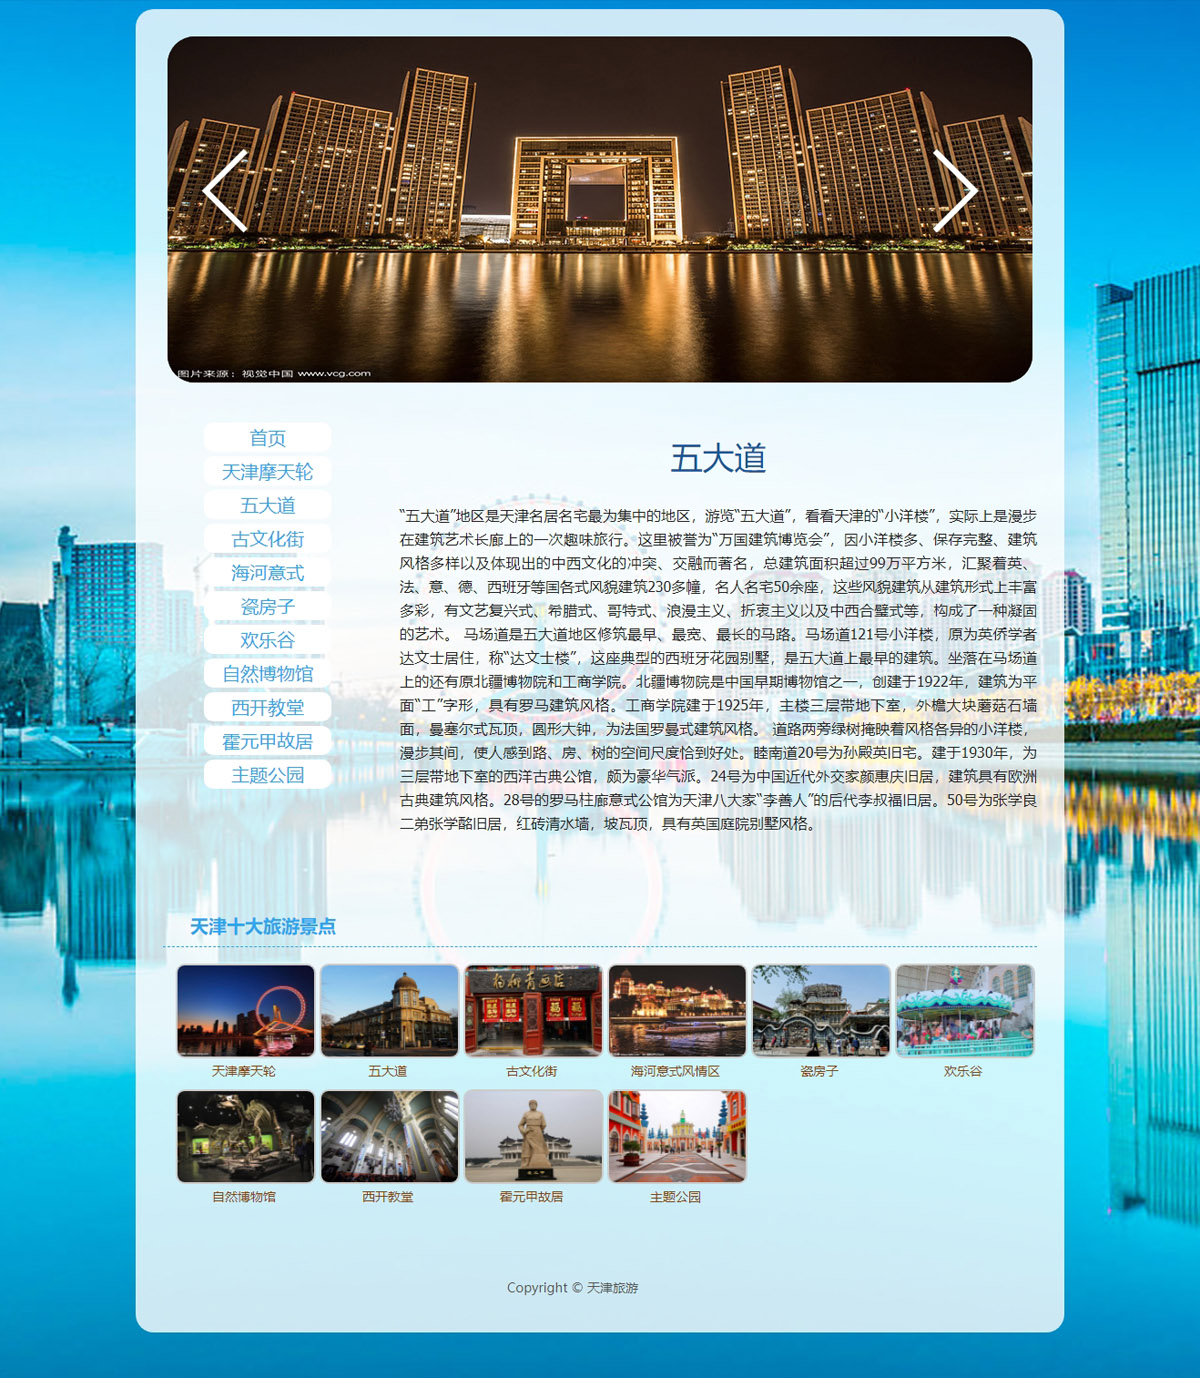 图片来源：视觉中国 www.vcg.com
首页
天津摩天轮
五大道
古文化街
海河意式
瓷房子
欢乐谷
自然博物馆
西开教堂
霍元甲故居
主题公园
五大道
“五大道”地区是天津名居名宅最为集中的地区，游览“五大道”，看看天津的“小洋楼”，实际上是漫步
在建筑艺术长廊上的一次趣味旅行。这里被誉为“万国建筑博览会”，因小洋楼多、保存完整、建筑
风格多样以及体现出的中西文化的冲突、交融而著名，总建筑面积超过99万平方米，汇聚着英、
法、意、德、西班牙等国各式风貌建筑230多幢，名人名宅50余座，这些风貌建筑从建筑形式上丰富
多彩，有文艺复兴式、希腊式、哥特式、浪漫主义、折衷主义以及中西合璧式等，构成了一种凝固
的艺术。 马场道是五大道地区修筑最早、最宽、最长的马路。马场道121号小洋楼，原为英侨学者
达文士居住，称“达文士楼”，这座典型的西班牙花园别墅，是五大道上最早的建筑。坐落在马场道
上的还有原北疆博物院和工商学院。北疆博物院是中国早期博物馆之一，创建于1922年，建筑为平
面“工”字形，具有罗马建筑风格。工商学院建于1925年，主楼三层带地下室，外檐大块蘑菇石墙
面，曼塞尔式瓦顶，圆形大钟，为法国罗曼式建筑风格。 道路两旁绿树掩映着风格各异的小洋楼，
漫步其间，使人感到路、房、树的空间尺度恰到好处。睦南道20号为孙殿英旧宅。建于1930年，为
三层带地下室的西洋古典公馆，颇为豪华气派。24号为中国近代外交家颜惠庆旧居，建筑具有欧洲
古典建筑风格。28号的罗马柱廊意式公馆为天津八大家“李善人”的后代李叔福旧居。50号为张学良
二弟张学酩旧居，红砖清水墙，坡瓦顶，具有英国庭院别墅风格。
天津十大旅游景点
杨柳青画店
福 福
天津摩天轮
五大道
古文化街
海河意式风情区
瓷房子
欢乐谷
自然博物馆
西开教堂
霍元甲故居
主题公园
Copyright © 天津旅游